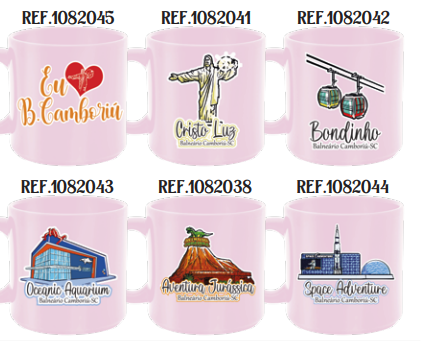 REF.1082045
REF.1082041
REF.1082042
Eu
B.Camboriú
Cristo Luz
Balneário Camboriú-SC
Bondinho
Balneário Camboriú-SC
REF.1082043
REF.1082038
REF.1082044
Oceanic Aquarium
Balneário Camboriú-SC
Aventura Jurássica
Balneário Camboriú-SC
Space Adventure
Balneário Camboriú-SC